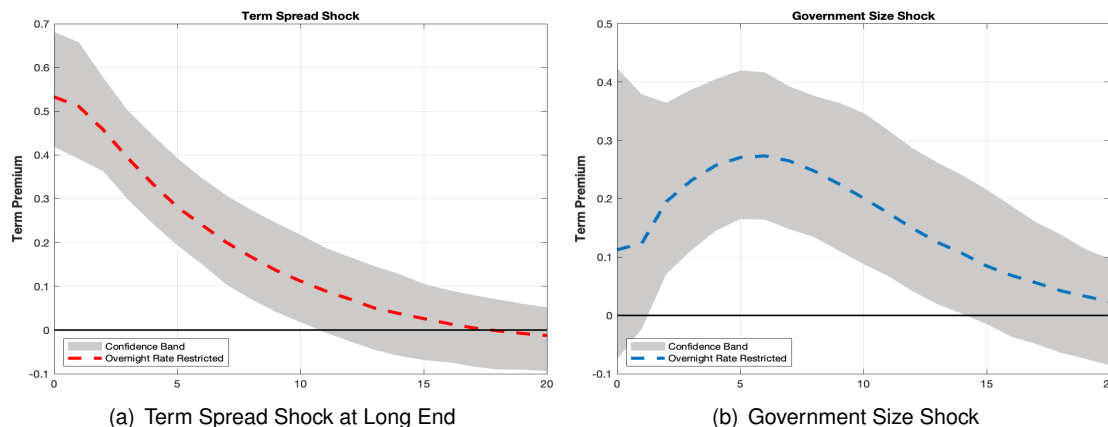 Term Spread Shock
Term Premium
0.7
0.6
0.5
0.4
0.3
0.2
0.1
0
-0.1
Confidence Band
Overnight Rate Restricted
0 5 10 15 20
(a) Term Spread Shock at Long End
Government Size Shock
Term Premium
0.5
0.4
0.3
0.2
0.1
0
-0.1
Confidence Band
Overnight Rate Restricted
0 5 10 15
(b) Government Size Shock